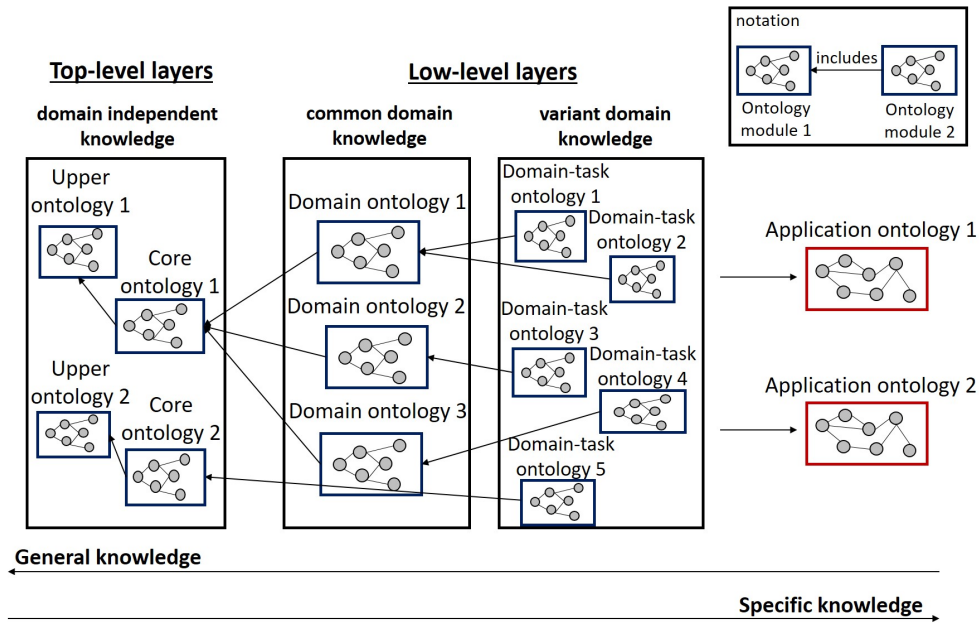 notation
includes
Ontology
module 1
Ontology
module 2
Top-level layers
Low-level layers
domain independent
knowledge
common domain
knowledge
variant domain
knowledge
Upper
ontology 1
Core
ontology 1
Upper
ontology 2
Core
ontology 2
Domain ontology 1
Domain ontology 2
Domain ontology 3
Domain-task
ontology 1
Domain-task
ontology 2
Domain-task
ontology 3
Domain-task
ontology 4
Domain-task
ontology 5
Application ontology 1
Application ontology 2
General knowledge
Specific knowledge